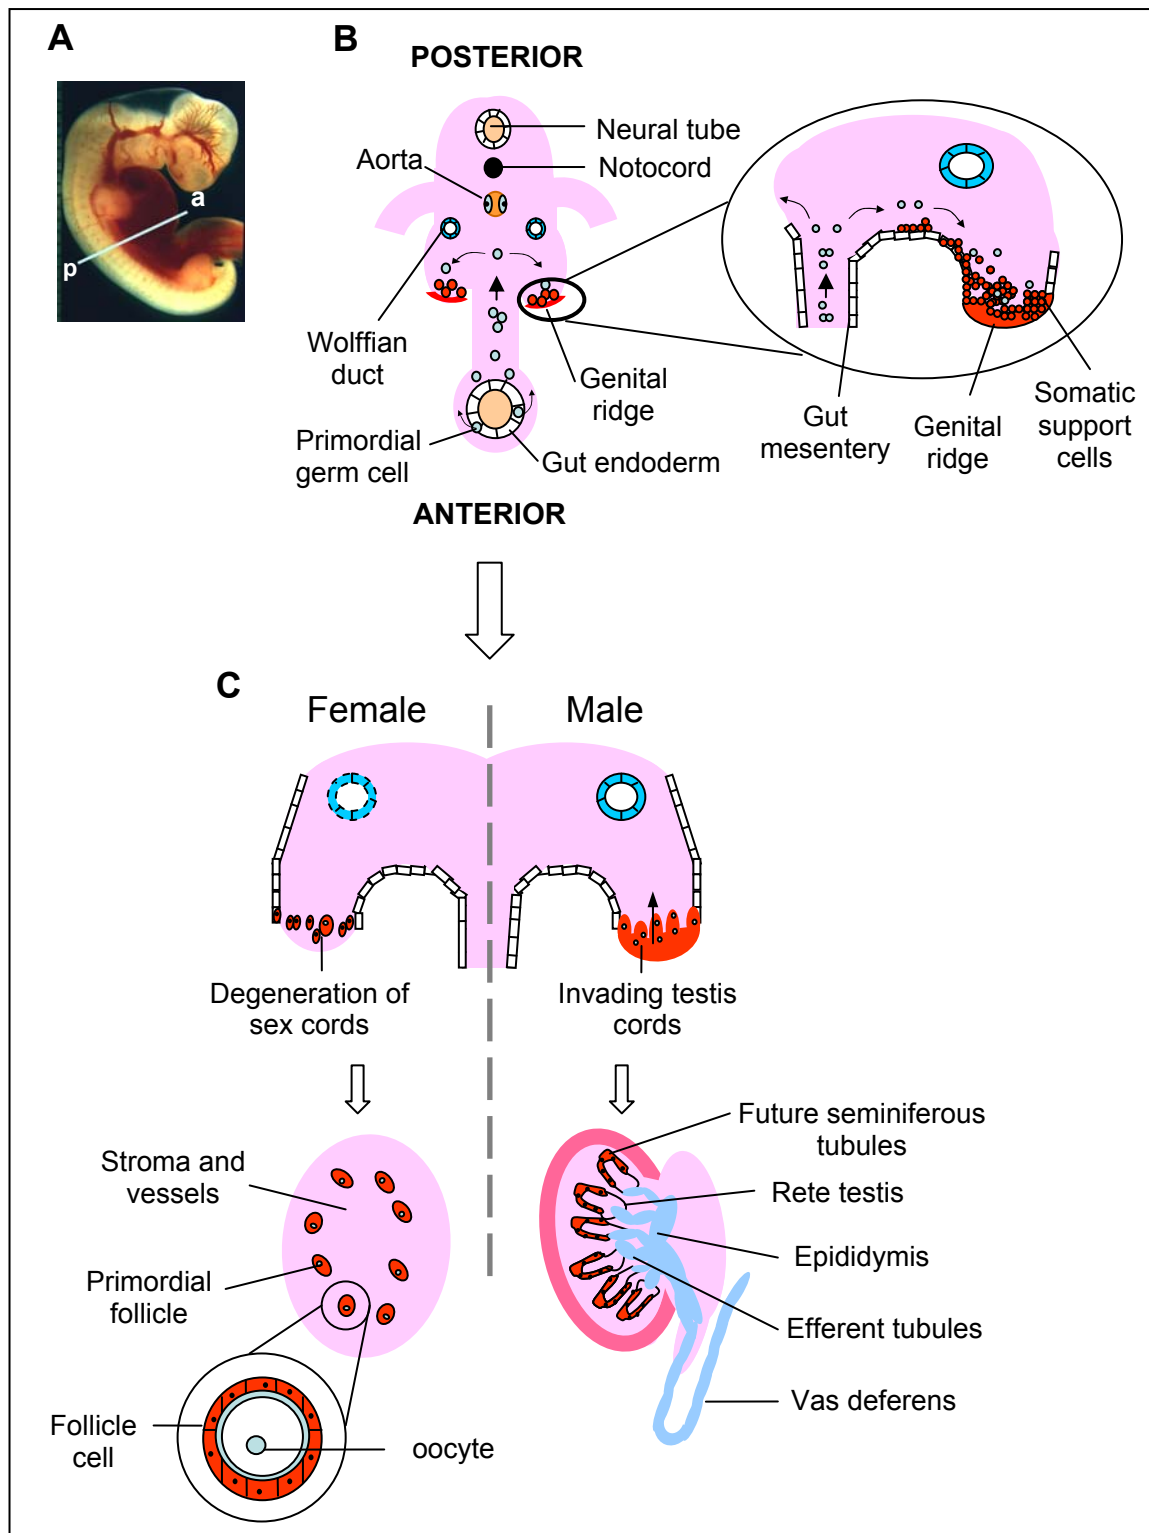 A
a
p
B
POSTERIOR
Neural tube
Aorta
Notocord
Wolffian
duct
Genital
ridge
Primordial
germ cell
Gut endoderm
ANTERIOR
Gut
mesentery
Genital
ridge
Somatic
support
cells
C
Female
Male
Degeneration of
sex cords
Invading testis
cords
Stroma and
vessels
Primordial
follicle
Follicle
cell
oocyte
Future seminiferous
tubules
Rete testis
Epididymis
Efferent tubules
Vas deferens